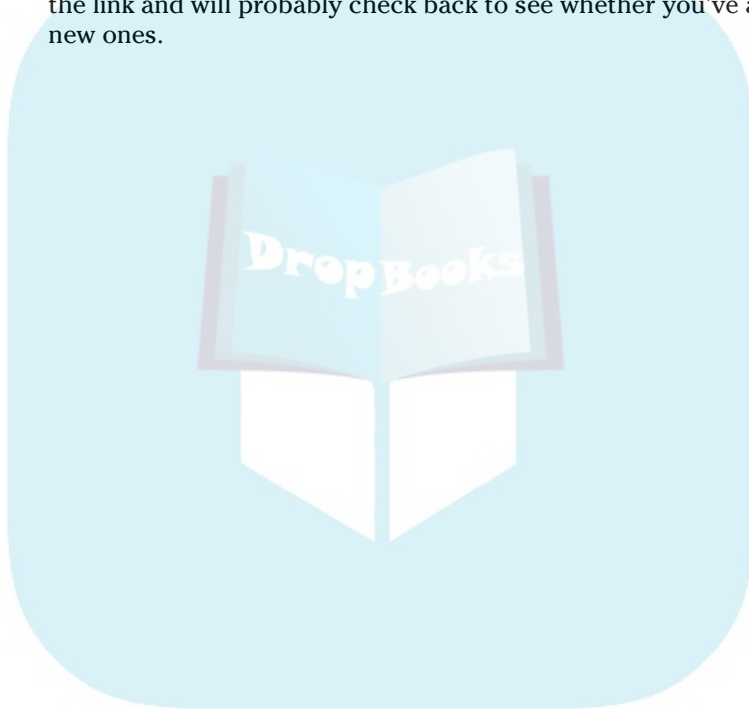 the link and will probably check back to see whether you've a
new ones.
DropBooks